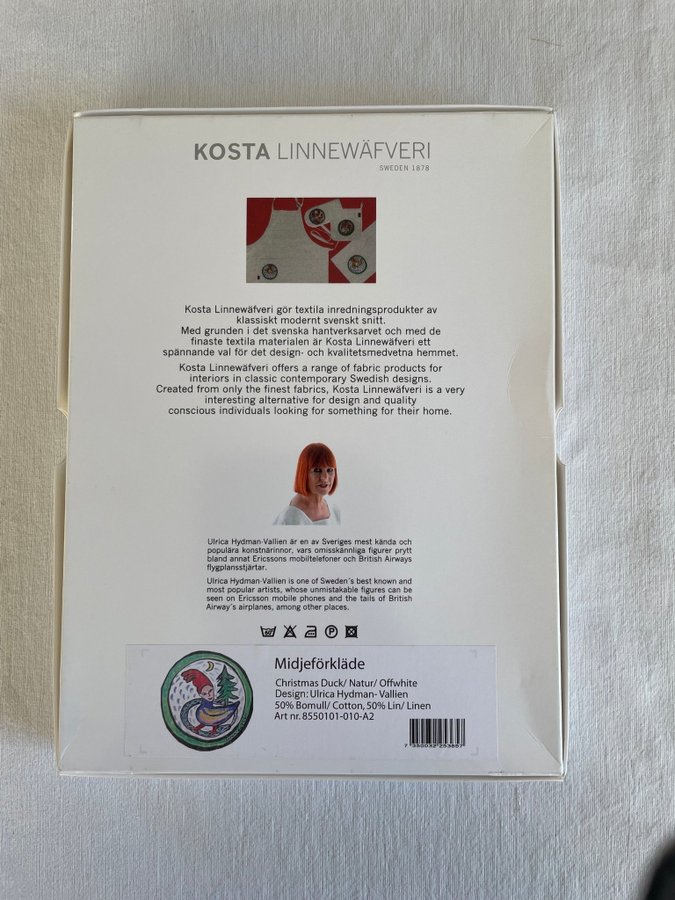 KOSTA LINNEWÄFVERI
SWEDEN 1878
Kosta Linnewäfveri gör textila inredningsprodukter av
klassiskt modernt svenskt snitt.
Med grunden i det svenska hantverksarvet och med de
finaste textila materialen är Kosta Linnewäfveri ett
spännande val för det design- och kvalitetsmedvetna hemmet.
Kosta Linnewäfveri offers a range of fabric products for
interiors in classic contemporary Swedish designs.
Created from only the finest fabrics, Kosta Linnewäfveri is a very
interesting alternative for design and quality
conscious individuals looking for something for their home.
Ulrica Hydman-Vallien är en av Sveriges mest kända och
populära konstnärinnor, vars omisskännliga figurer prytt
bland annat Ericssons mobiltelefoner och British Airways
flygplansstjärtar.
Ulrica Hydman-Vallien is one of Sweden´s best known and
most popular artists, whose unmistakable figures can be
seen on Ericsson mobile phones and the tails of British
Airway´s airplanes, among other places.
Midjeförkläde
Christmas Duck/ Natur/ Offwhite
Design: Ulrica Hydman- Vallien
50% Bomull/ Cotton, 50% Lin/ Linen
Art nr. 8550101-010-A2
7 350032 253857